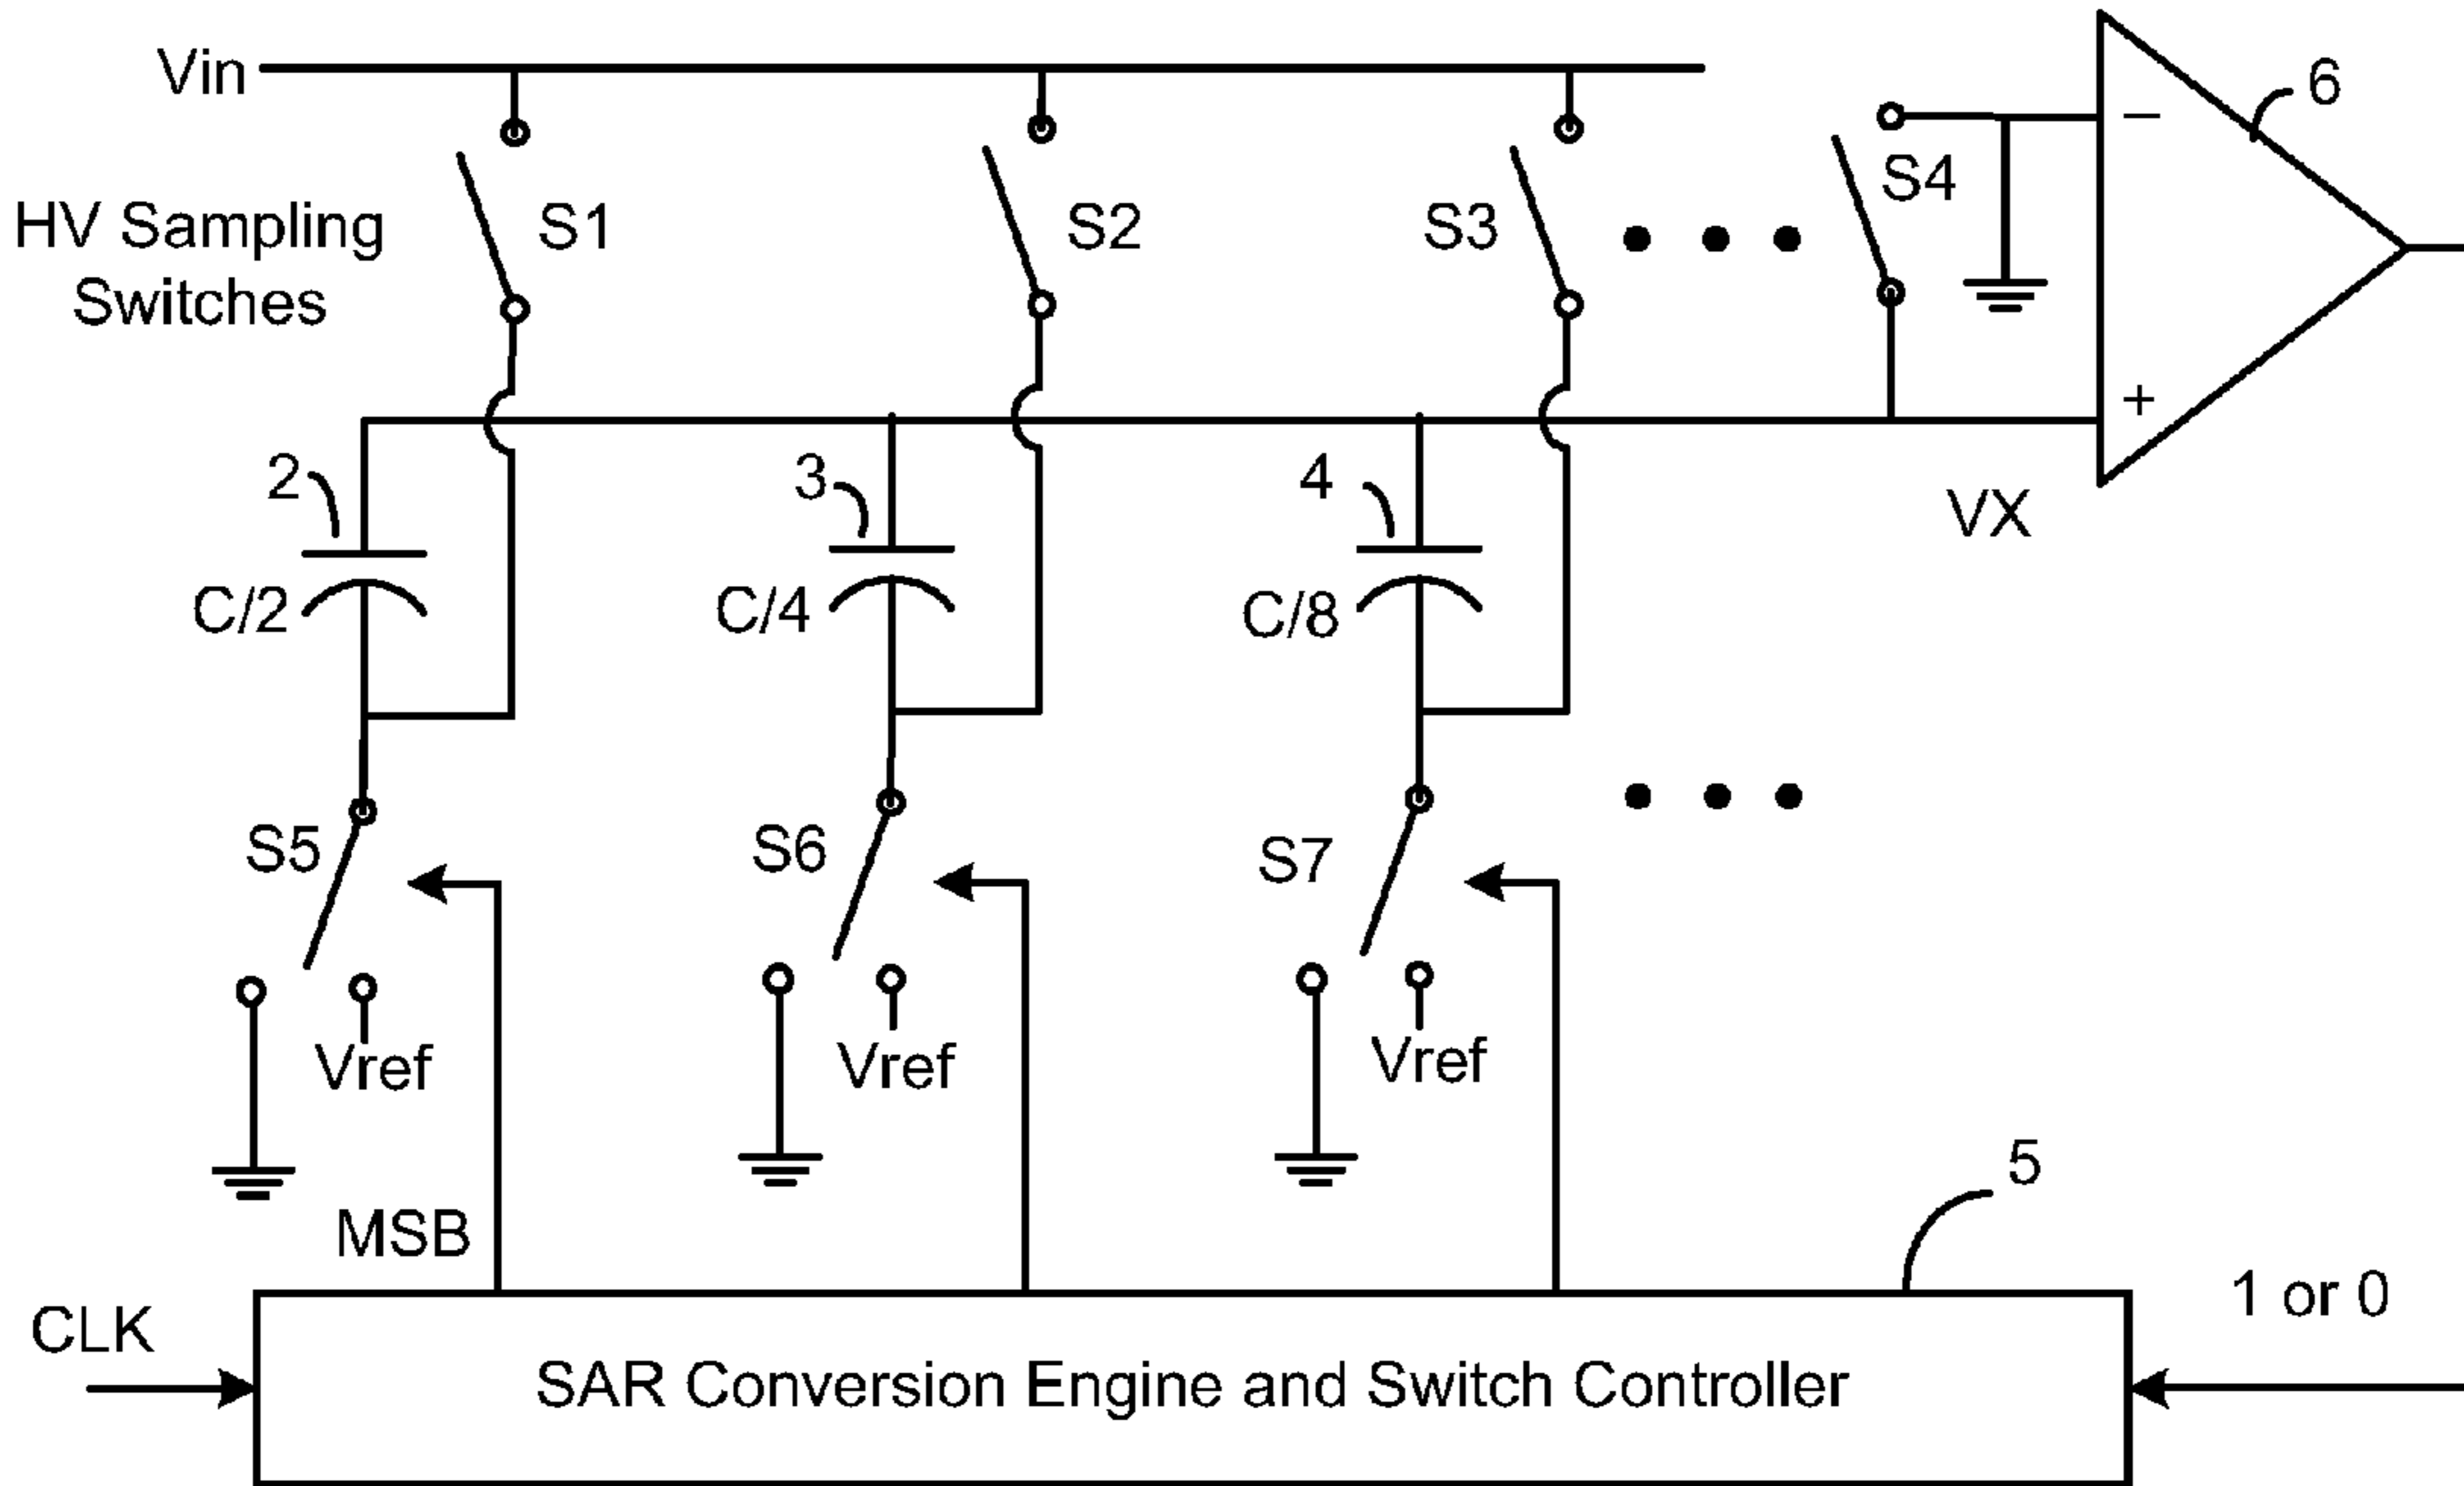 Vin
6
−
S4
HV Sampling
Switches
S1
S2
S3
+
2
3
4
VX
C/2
C/4
C/8
S5
S6
S7
Vref
Vref
Vref
5
MSB
1 or 0
CLK
SAR Conversion Engine and Switch Controller